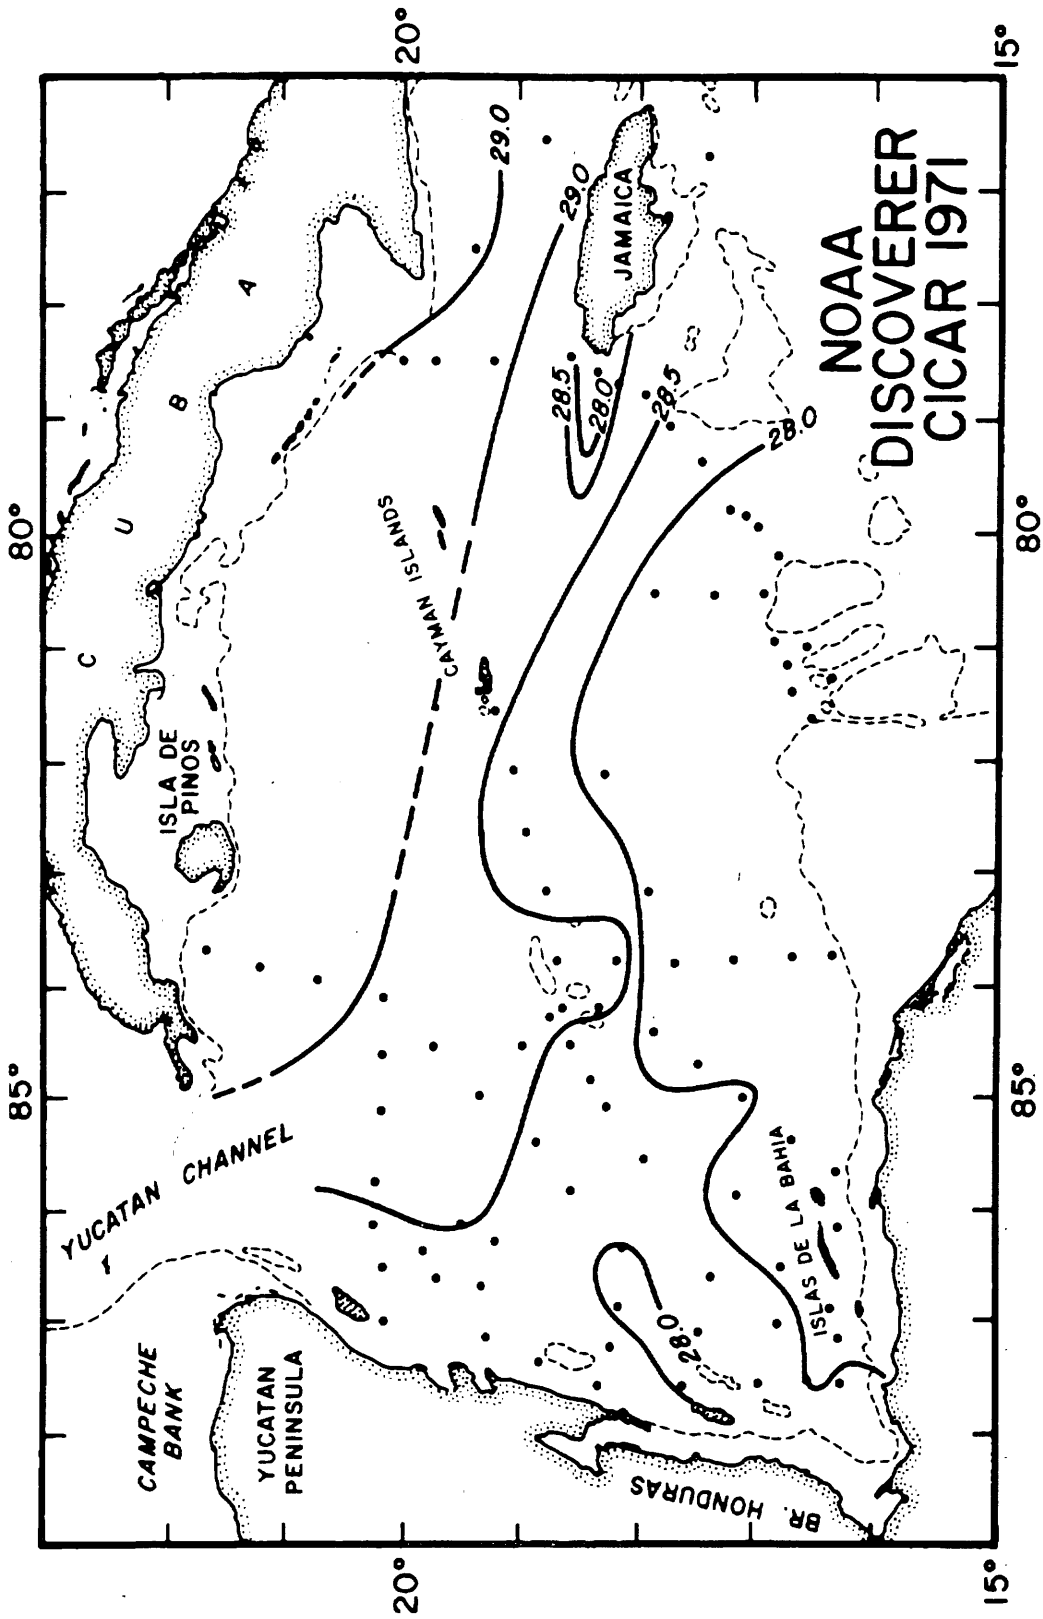 85°
80°
CAMPECHE
BANK
YUCATAN CHANNEL
C U B A
ISLA DE
PINOS
YUCATAN
PENINSULA
20°
20°
CAYMAN ISLANDS
29.0
29.0
28.5
28.0°
JAMAICA
28.5
28.0
28.0
BR. HONDURAS
ISLAS DE LA BAHIA
NOAA
DISCOVERER
CICAR 1971
15°
15°
85°
80°